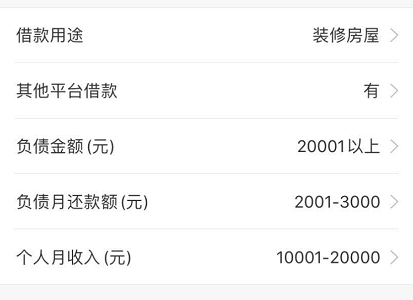 借款用途 装修房屋
其他平台借款 有
负债金额(元) 20001以上
负债月还款额(元) 2001-3000
个人月收入(元) 10001-20000